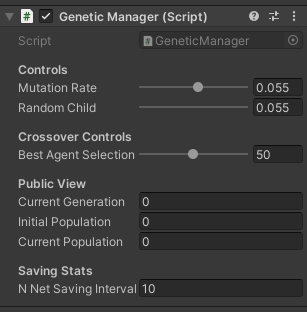 Genetic Manager (Script)
Script GeneticManager
Controls
Mutation Rate 0.055
Random Child 0.055
Crossover Controls
Best Agent Selection 50
Public View
Current Generation 0
Initial Population 0
Current Population 0
Saving Stats
N Net Saving Interval 10